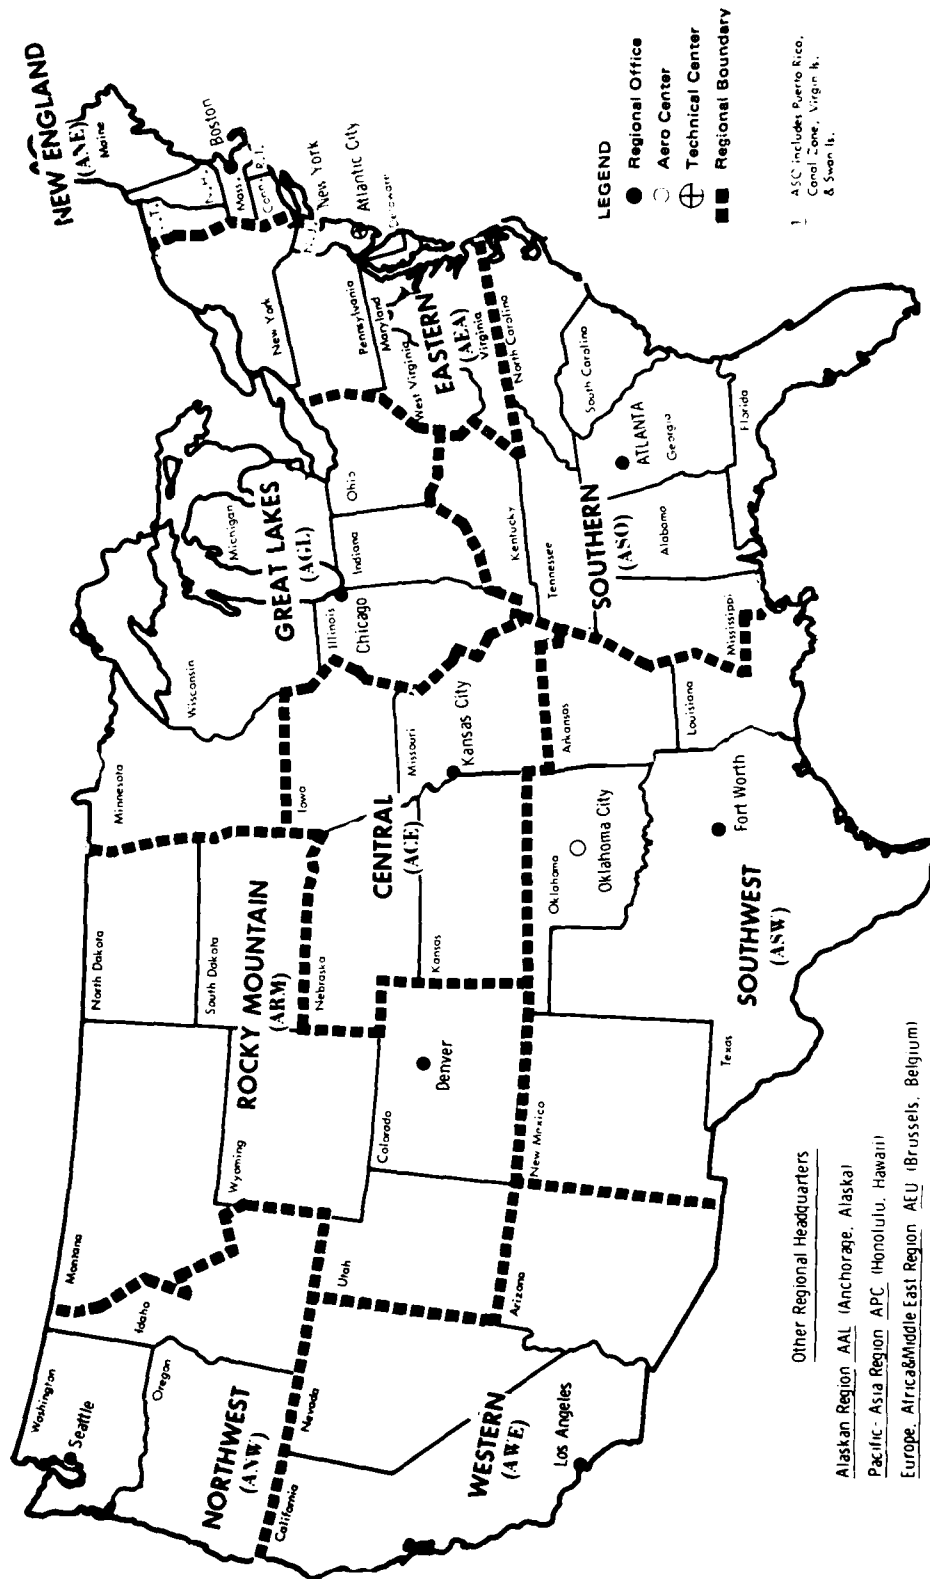 NEW ENGLAND
(ANE)
Maine
N.H.
Boston
Mass.
R.I.
New York
New York
Atlantic City
Delaware
Pennsylvania
Maryland
West Virginia
EASTERN
(AEA)
Virginia
North Carolina
South Carolina
GREAT LAKES
(AGL)
Michigan
Ohio
Indiana
Illinois
Chicago
Wisconsin
Minnesota
Kentucky
Tennessee
SOUTHERN
(ASO)
ATLANTA
Georgia
Alabama
Florida
Mississippi
Iowa
Missouri
Kansas City
CENTRAL
(ACE)
Kansas
Nebraska
Arkansas
Louisiana
Oklahoma
Oklahoma City
Fort Worth
SOUTHWEST
(ASW)
Texas
New Mexico
North Dakota
South Dakota
ROCKY MOUNTAIN
(ARM)
Wyoming
Colorado
Denver
Montana
Idaho
Utah
Arizona
Washington
Seattle
Oregon
NORTHWEST
(ANW)
Nevada
California
WESTERN
(AWE)
Los Angeles
LEGEND
Regional Office
Aero Center
Technical Center
Regional Boundary
1 ASO includes Puerto Rico,
Canal Zone, Virgin Is.
& Swan Is.
Other Regional Headquarters
Alaskan Region AAL (Anchorage, Alaska)
Pacific-Asia Region APC (Honolulu, Hawaii)
Europe, Africa&Middle East Region AEU (Brussels, Belgium)